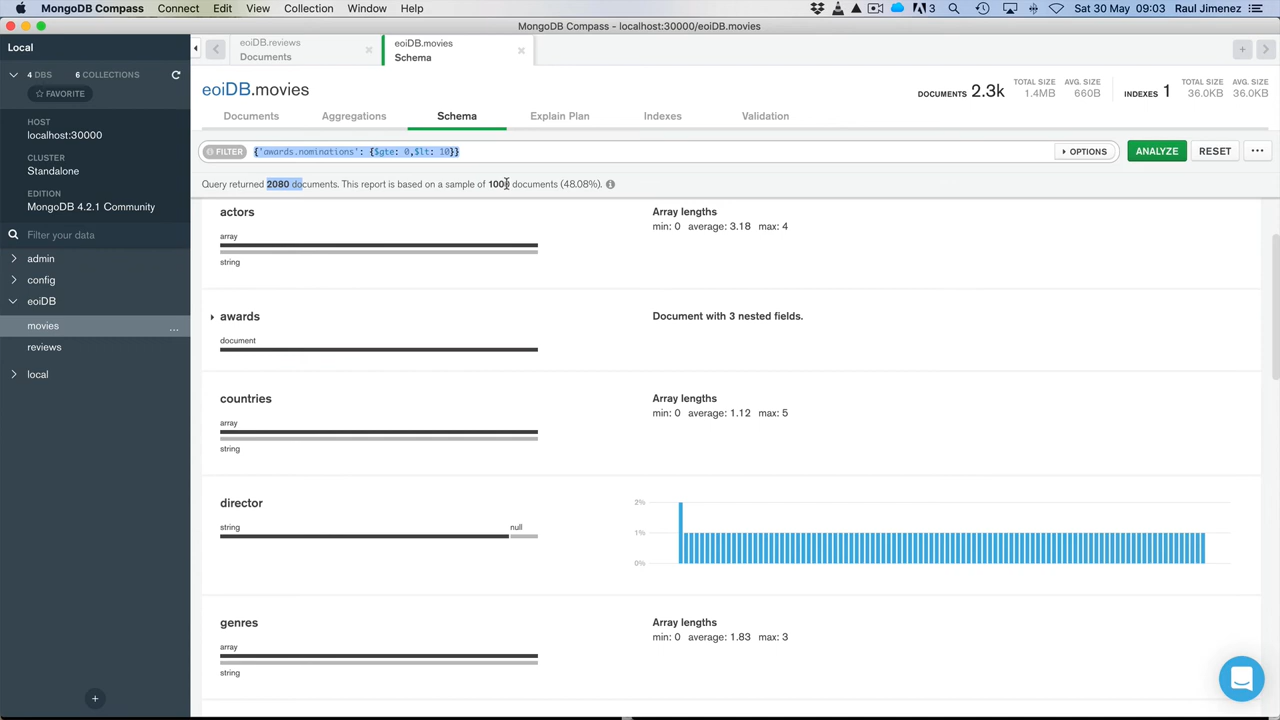 MongoDB Compass Connect Edit View Collection Window Help 3 Sat 30 May 09:03 Raul Jimenez
MongoDB Compass - localhost:30000/eoiDB.movies
Local
4 DBS 6 COLLECTIONS
FAVORITE
HOST
localhost:30000
CLUSTER
Standalone
EDITION
MongoDB 4.2.1 Community
Filter your data
admin
config
eoiDB
movies ...
reviews
local
+
eoiDB.reviews
Documents
eoiDB.movies
Schema
eoiDB.movies
DOCUMENTS 2.3k TOTAL SIZE 1.4MB AVG. SIZE 660B INDEXES 1 TOTAL SIZE 36.0KB AVG. SIZE 36.0KB
Documents Aggregations Schema Explain Plan Indexes Validation
FILTER {'awards.nominations': {$gte: 0,$lt: 10}} OPTIONS ANALYZE RESET ...
Query returned 2080 documents. This report is based on a sample of 1000 documents (48.08%).
actors
array
string
Array lengths
min: 0 average: 3.18 max: 4
awards
document
Document with 3 nested fields.
countries
array
string
Array lengths
min: 0 average: 1.12 max: 5
director
string null
2%
1%
0%
genres
array
string
Array lengths
min: 0 average: 1.83 max: 3